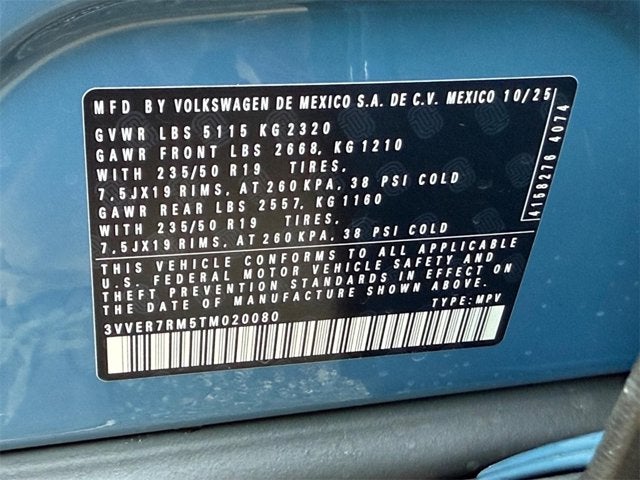 MFD BY VOLKSWAGEN DE MEXICO S.A. DE C.V. MEXICO 10/25
GVWR LBS 5115 KG 2320
GAWR FRONT LBS 2668, KG 1210
WITH 235/50 R19 TIRES,
7,5JX19 RIMS, AT 260 KPA, 38 PSI COLD
GAWR REAR LBS 2557, KG 1160
WITH 235/50 R19 TIRES,
7,5JX19 RIMS, AT 260 KPA, 38 PSI COLD
THIS VEHICLE CONFORMS TO ALL APPLICABLE
U.S. FEDERAL MOTOR VEHICLE SAFETY AND
THEFT PREVENTION STANDARDS IN EFFECT ON
THE DATE OF MANUFACTURE SHOWN ABOVE.
3VVER7RM5TM020080 TYPE: MPV
4158276 4074